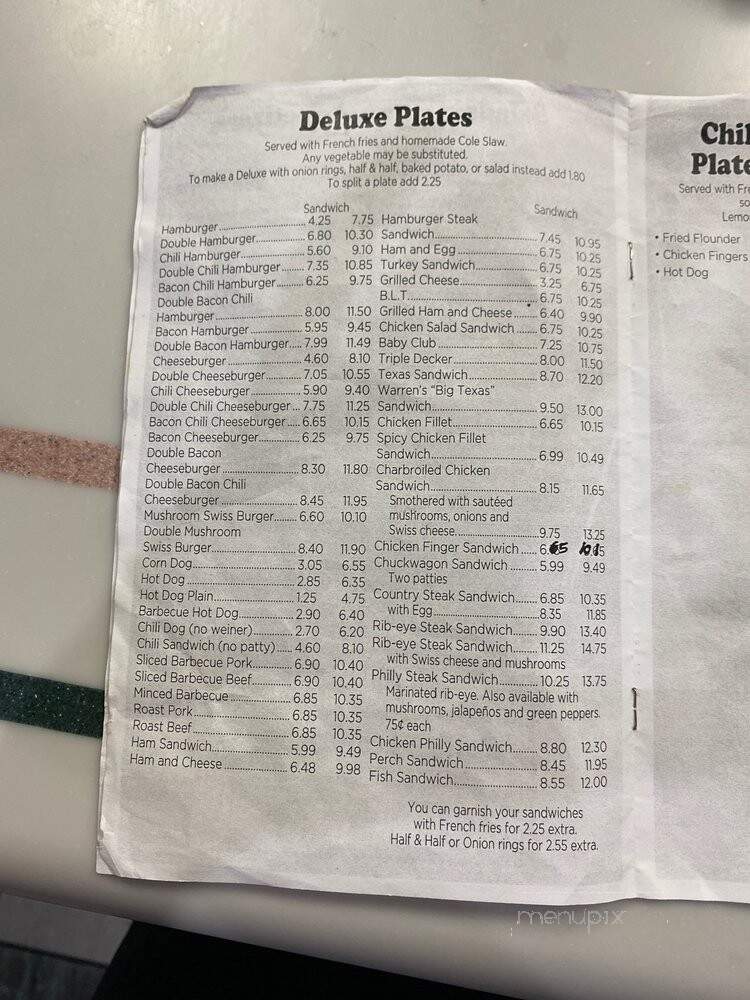 Deluxe Plates
Served with French fries and homemade Cole Slaw.
Any vegetable may be substituted.
To make a Deluxe with onion rings, half & half, baked potato, or salad instead add 1.80
To split a plate add 2.25
Sandwich
Hamburger 4.25 7.75
Double Hamburger 6.80 10.30
Chili Hamburger 5.60 9.10
Double Chili Hamburger 7.35 10.85
Bacon Chili Hamburger 6.25 9.75
Double Bacon Chili
Hamburger 8.00 11.50
Bacon Hamburger 5.95 9.45
Double Bacon Hamburger 7.99 11.49
Cheeseburger 4.60 8.10
Double Cheeseburger 7.05 10.55
Chili Cheeseburger 5.90 9.40
Double Chili Cheeseburger 7.75 11.25
Bacon Chili Cheeseburger 6.65 10.15
Bacon Cheeseburger 6.25 9.75
Double Bacon
Cheeseburger 8.30 11.80
Double Bacon Chili
Cheeseburger 8.45 11.95
Mushroom Swiss Burger 6.60 10.10
Double Mushroom
Swiss Burger 8.40 11.90
Corn Dog 3.05 6.55
Hot Dog 2.85 6.35
Hot Dog Plain 1.25 4.75
Barbecue Hot Dog 2.90 6.40
Chili Dog (no weiner) 2.70 6.20
Chili Sandwich (no patty) 4.60 8.10
Sliced Barbecue Pork 6.90 10.40
Sliced Barbecue Beef 6.90 10.40
Minced Barbecue 6.85 10.35
Roast Pork 6.85 10.35
Roast Beef 6.85 10.35
Ham Sandwich 5.99 9.49
Ham and Cheese 6.48 9.98
Sandwich
Hamburger Steak
Sandwich 7.45 10.95
Ham and Egg 6.75 10.25
Turkey Sandwich 6.75 10.25
Grilled Cheese 3.25 6.75
B.L.T. 6.75 10.25
Grilled Ham and Cheese 6.40 9.90
Chicken Salad Sandwich 6.75 10.25
Baby Club 7.25 10.75
Triple Decker 8.00 11.50
Texas Sandwich 8.70 12.20
Warren's "Big Texas"
Sandwich 9.50 13.00
Chicken Fillet 6.65 10.15
Spicy Chicken Fillet
Sandwich 6.99 10.49
Charbroiled Chicken
Sandwich 8.15 11.65
Smothered with sautéed
mushrooms, onions and
Swiss cheese. 9.75 13.25
Chicken Finger Sandwich
Chuckwagon Sandwich 5.99 9.49
Two patties
Country Steak Sandwich 6.85 10.35
with Egg 8.35 11.85
Rib-eye Steak Sandwich 9.90 13.40
Rib-eye Steak Sandwich 11.25 14.75
with Swiss cheese and mushrooms
Philly Steak Sandwich 10.25 13.75
Marinated rib-eye. Also available with
mushrooms, jalapeños and green peppers.
75¢ each
Chicken Philly Sandwich 8.80 12.30
Perch Sandwich 8.45 11.95
Fish Sandwich 8.55 12.00
You can garnish your sandwiches
with French fries for 2.25 extra.
Half & Half or Onion rings for 2.55 extra.
Chil
Plate
Served with Fre
so
Lemo
• Fried Flounder
• Chicken Fingers
• Hot Dog
menupix